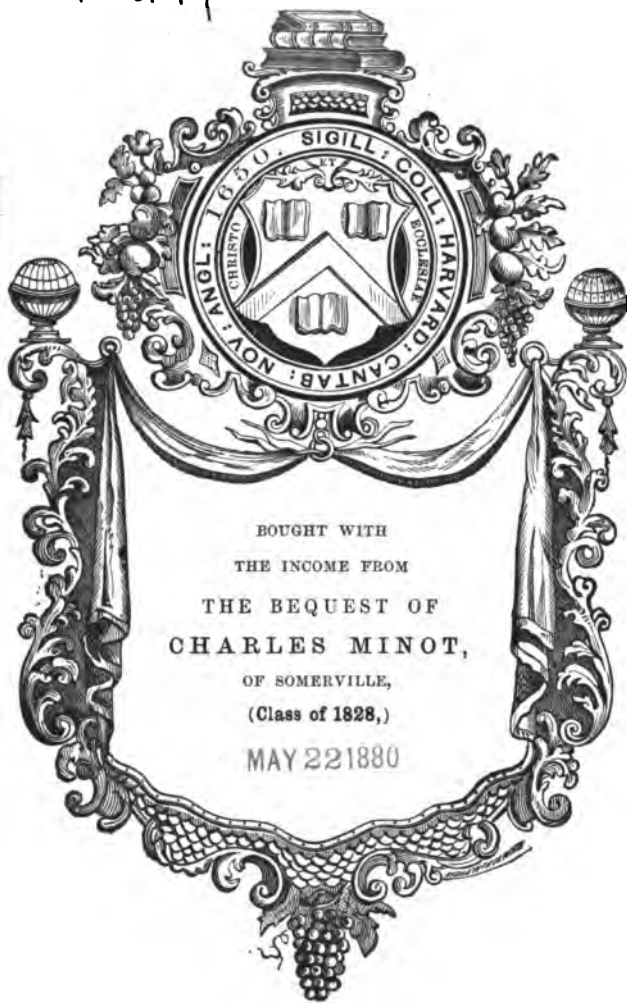 SIGILL: COLL: HARVARD: CANTAB: NOV: ANGL: 1650.
ET
CHRISTO
ECCLESIAE
BOUGHT WITH
THE INCOME FROM
THE BEQUEST OF
CHARLES MINOT,
OF SOMERVILLE,
(Class of 1828,)
MAY 22 1880